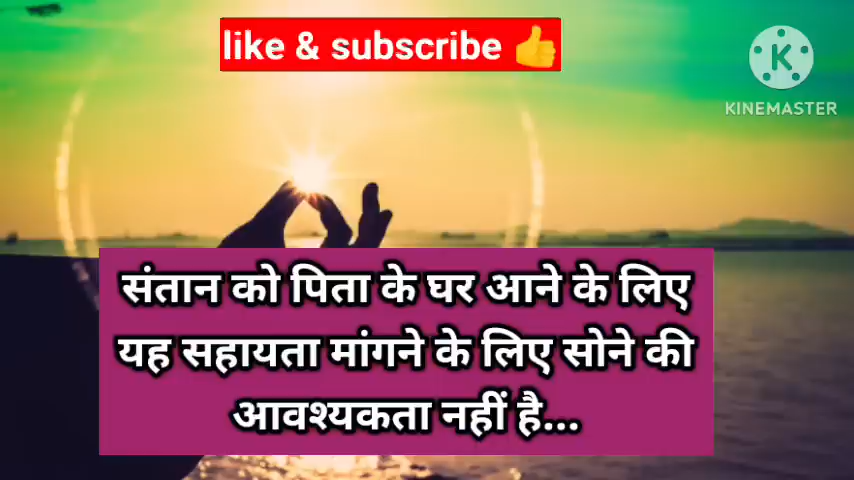 like & subscribe 👍
KINEMASTER
संतान को पिता के घर आने के लिए
यह सहायता मांगने के लिए सोने की
आवश्यकता नहीं है...